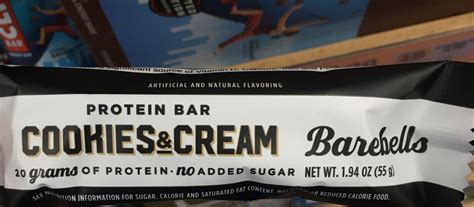 ARTIFICIAL AND NATURAL FLAVORING
PROTEIN BAR
COOKIES & CREAM
20 grams OF PROTEIN • no ADDED SUGAR
Barebells
NET WT. 1.94 OZ (55 g)
INFORMATION FOR SUGAR, CALORIE AND SATURATED FAT CONTENT. NOT A REDUCED CALORIE FOOD.